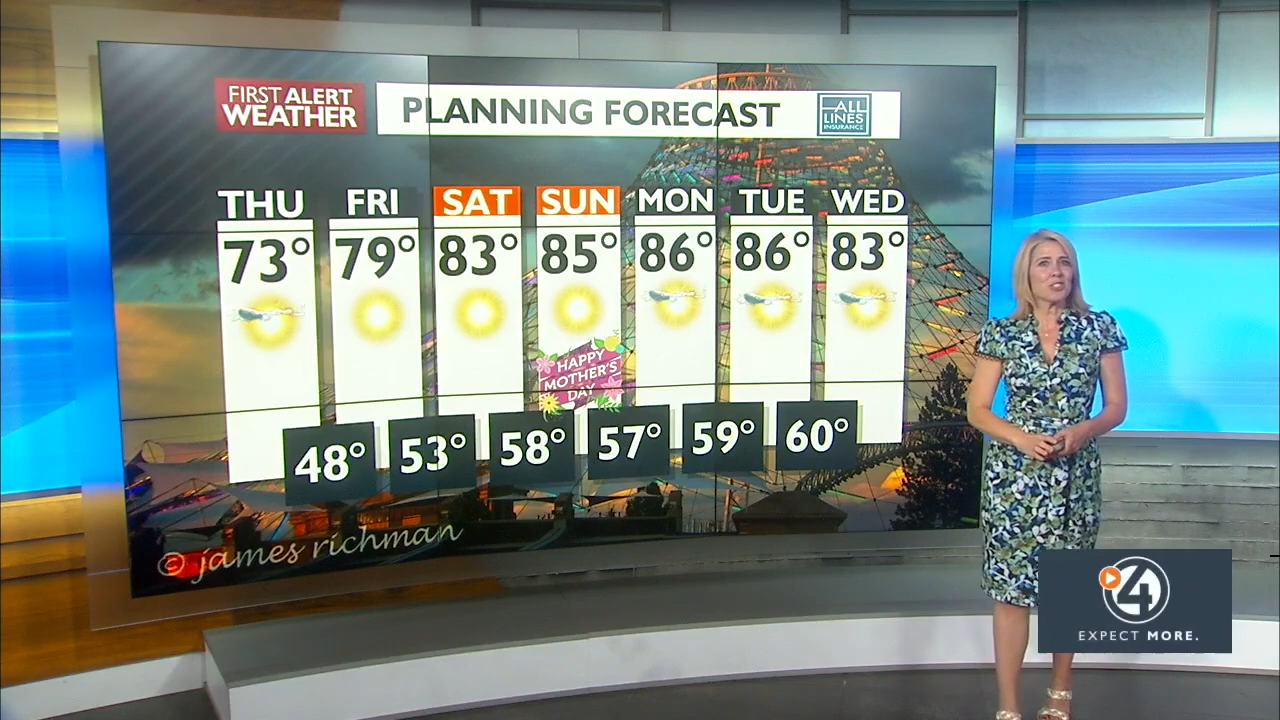 FIRST ALERT
WEATHER
PLANNING FORECAST
ALL
LINES
INSURANCE
THU FRI SAT SUN MON TUE WED
73° 79° 83° 85° 86° 86° 83°
HAPPY
MOTHER'S
DAY
48° 53° 58° 57° 59° 60°
© james richman
4
EXPECT MORE.